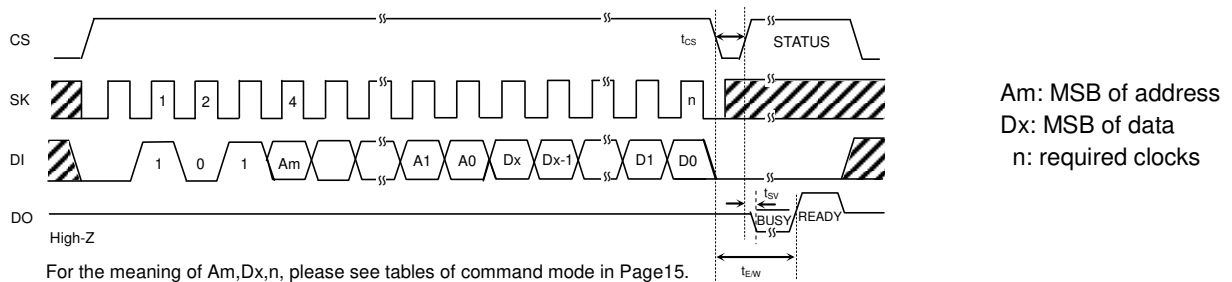 CS
tCS
STATUS
SK
1 2 4 n
DI
1 0 1 Am A1 A0 Dx Dx-1 D1 D0
tSV
DO
BUSY READY
High-Z
tE/W
For the meaning of Am,Dx,n, please see tables of command mode in Page15.
Am: MSB of address
Dx: MSB of data
n: required clocks